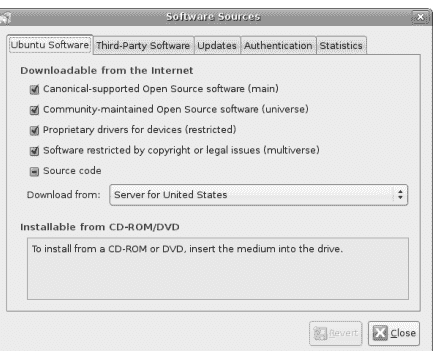 Software Sources
Ubuntu Software Third-Party Software Updates Authentication Statistics
Downloadable from the Internet
Canonical-supported Open Source software (main)
Community-maintained Open Source software (universe)
Proprietary drivers for devices (restricted)
Software restricted by copyright or legal issues (multiverse)
Source code
Download from: Server for United States
Installable from CD-ROM/DVD
To install from a CD-ROM or DVD, insert the medium into the drive.
Revert Close